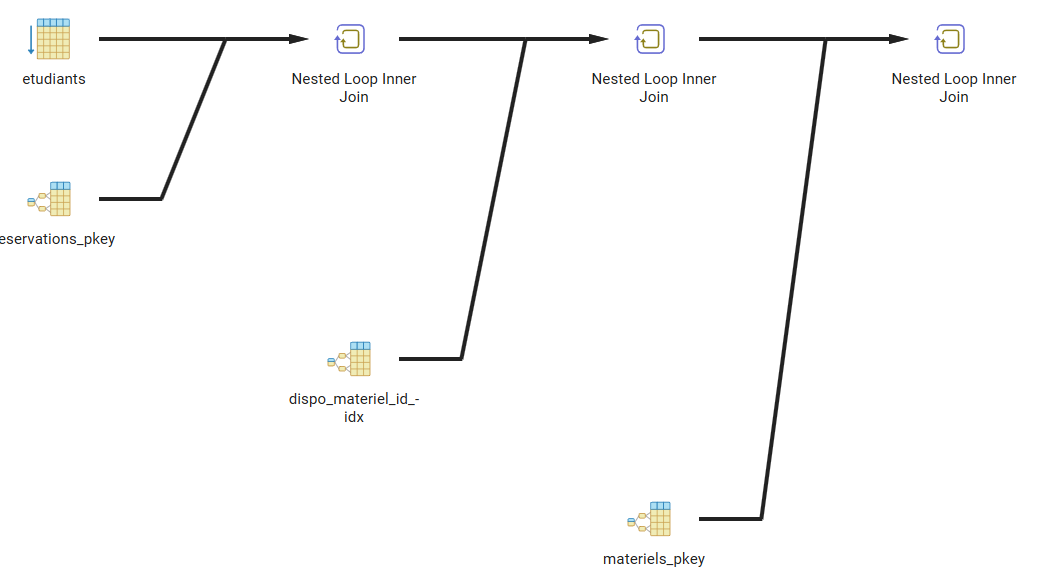 etudiants
Nested Loop Inner
Join
Nested Loop Inner
Join
Nested Loop Inner
Join
eservations_pkey
dispo_materiel_id_-
idx
materiels_pkey